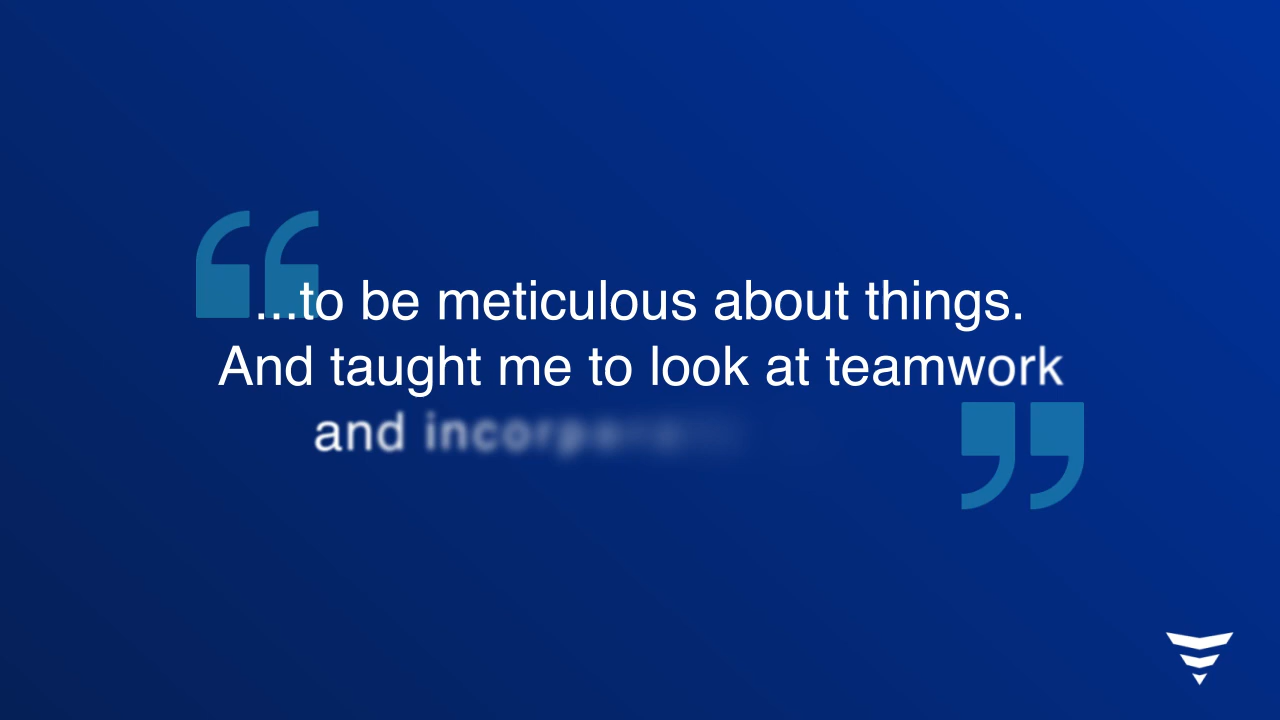 ...to be meticulous about things.
And taught me to look at teamwork
and